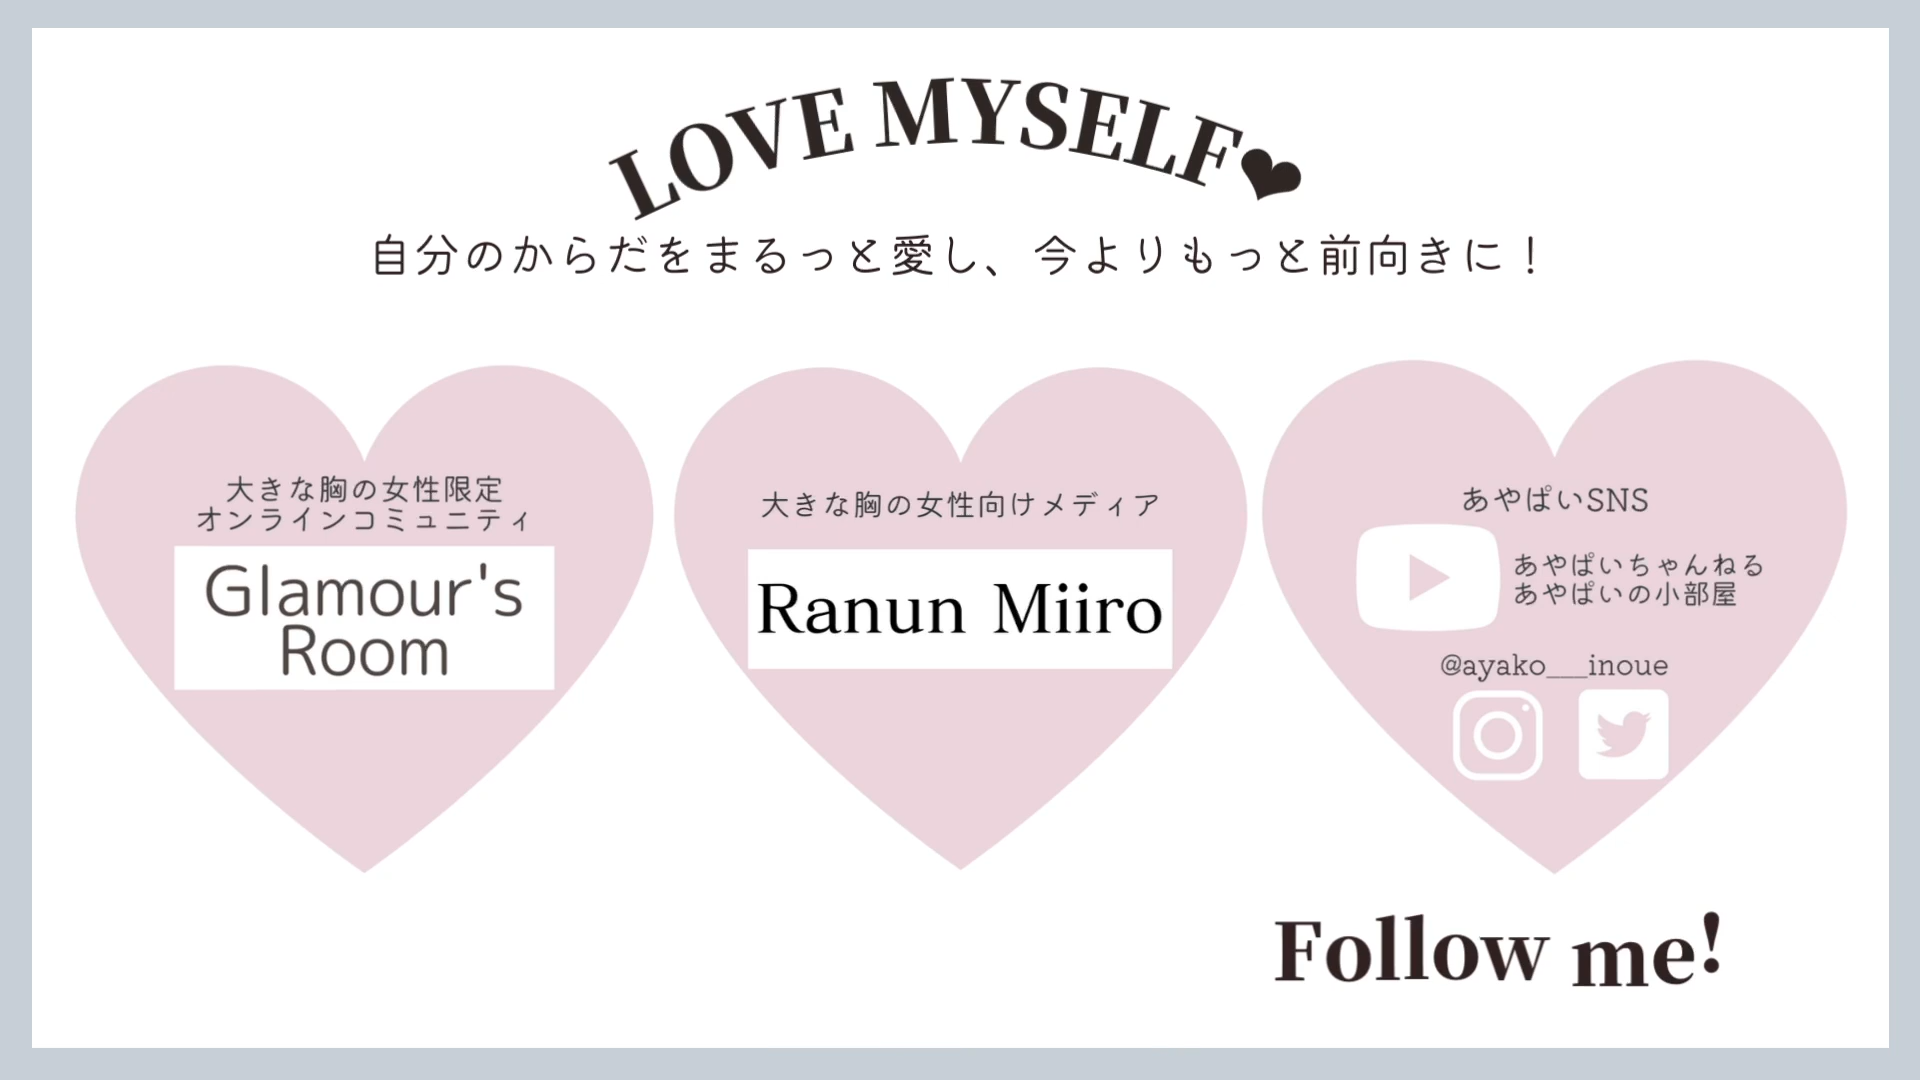 LOVE MYSELF❤
自分のからだをまるっと愛し、今よりもっと前向きに！
大きな胸の女性限定
オンラインコミュニティ
Glamour's
Room
大きな胸の女性向けメディア
Ranun Miiro
あやぱいSNS
あやぱいちゃんねる
あやぱいの小部屋
@ayako___inoue
Follow me!